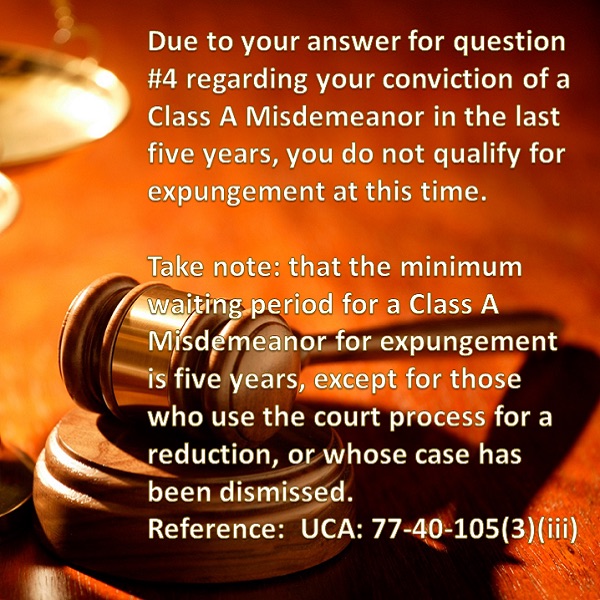 Due to your answer for question
#4 regarding your conviction of a
Class A Misdemeanor in the last
five years, you do not qualify for
expungement at this time.
Take note: that the minimum
waiting period for a Class A
Misdemeanor for expungement
is five years, except for those
who use the court process for a
reduction, or whose case has
been dismissed.
Reference:  UCA: 77-40-105(3)(iii)